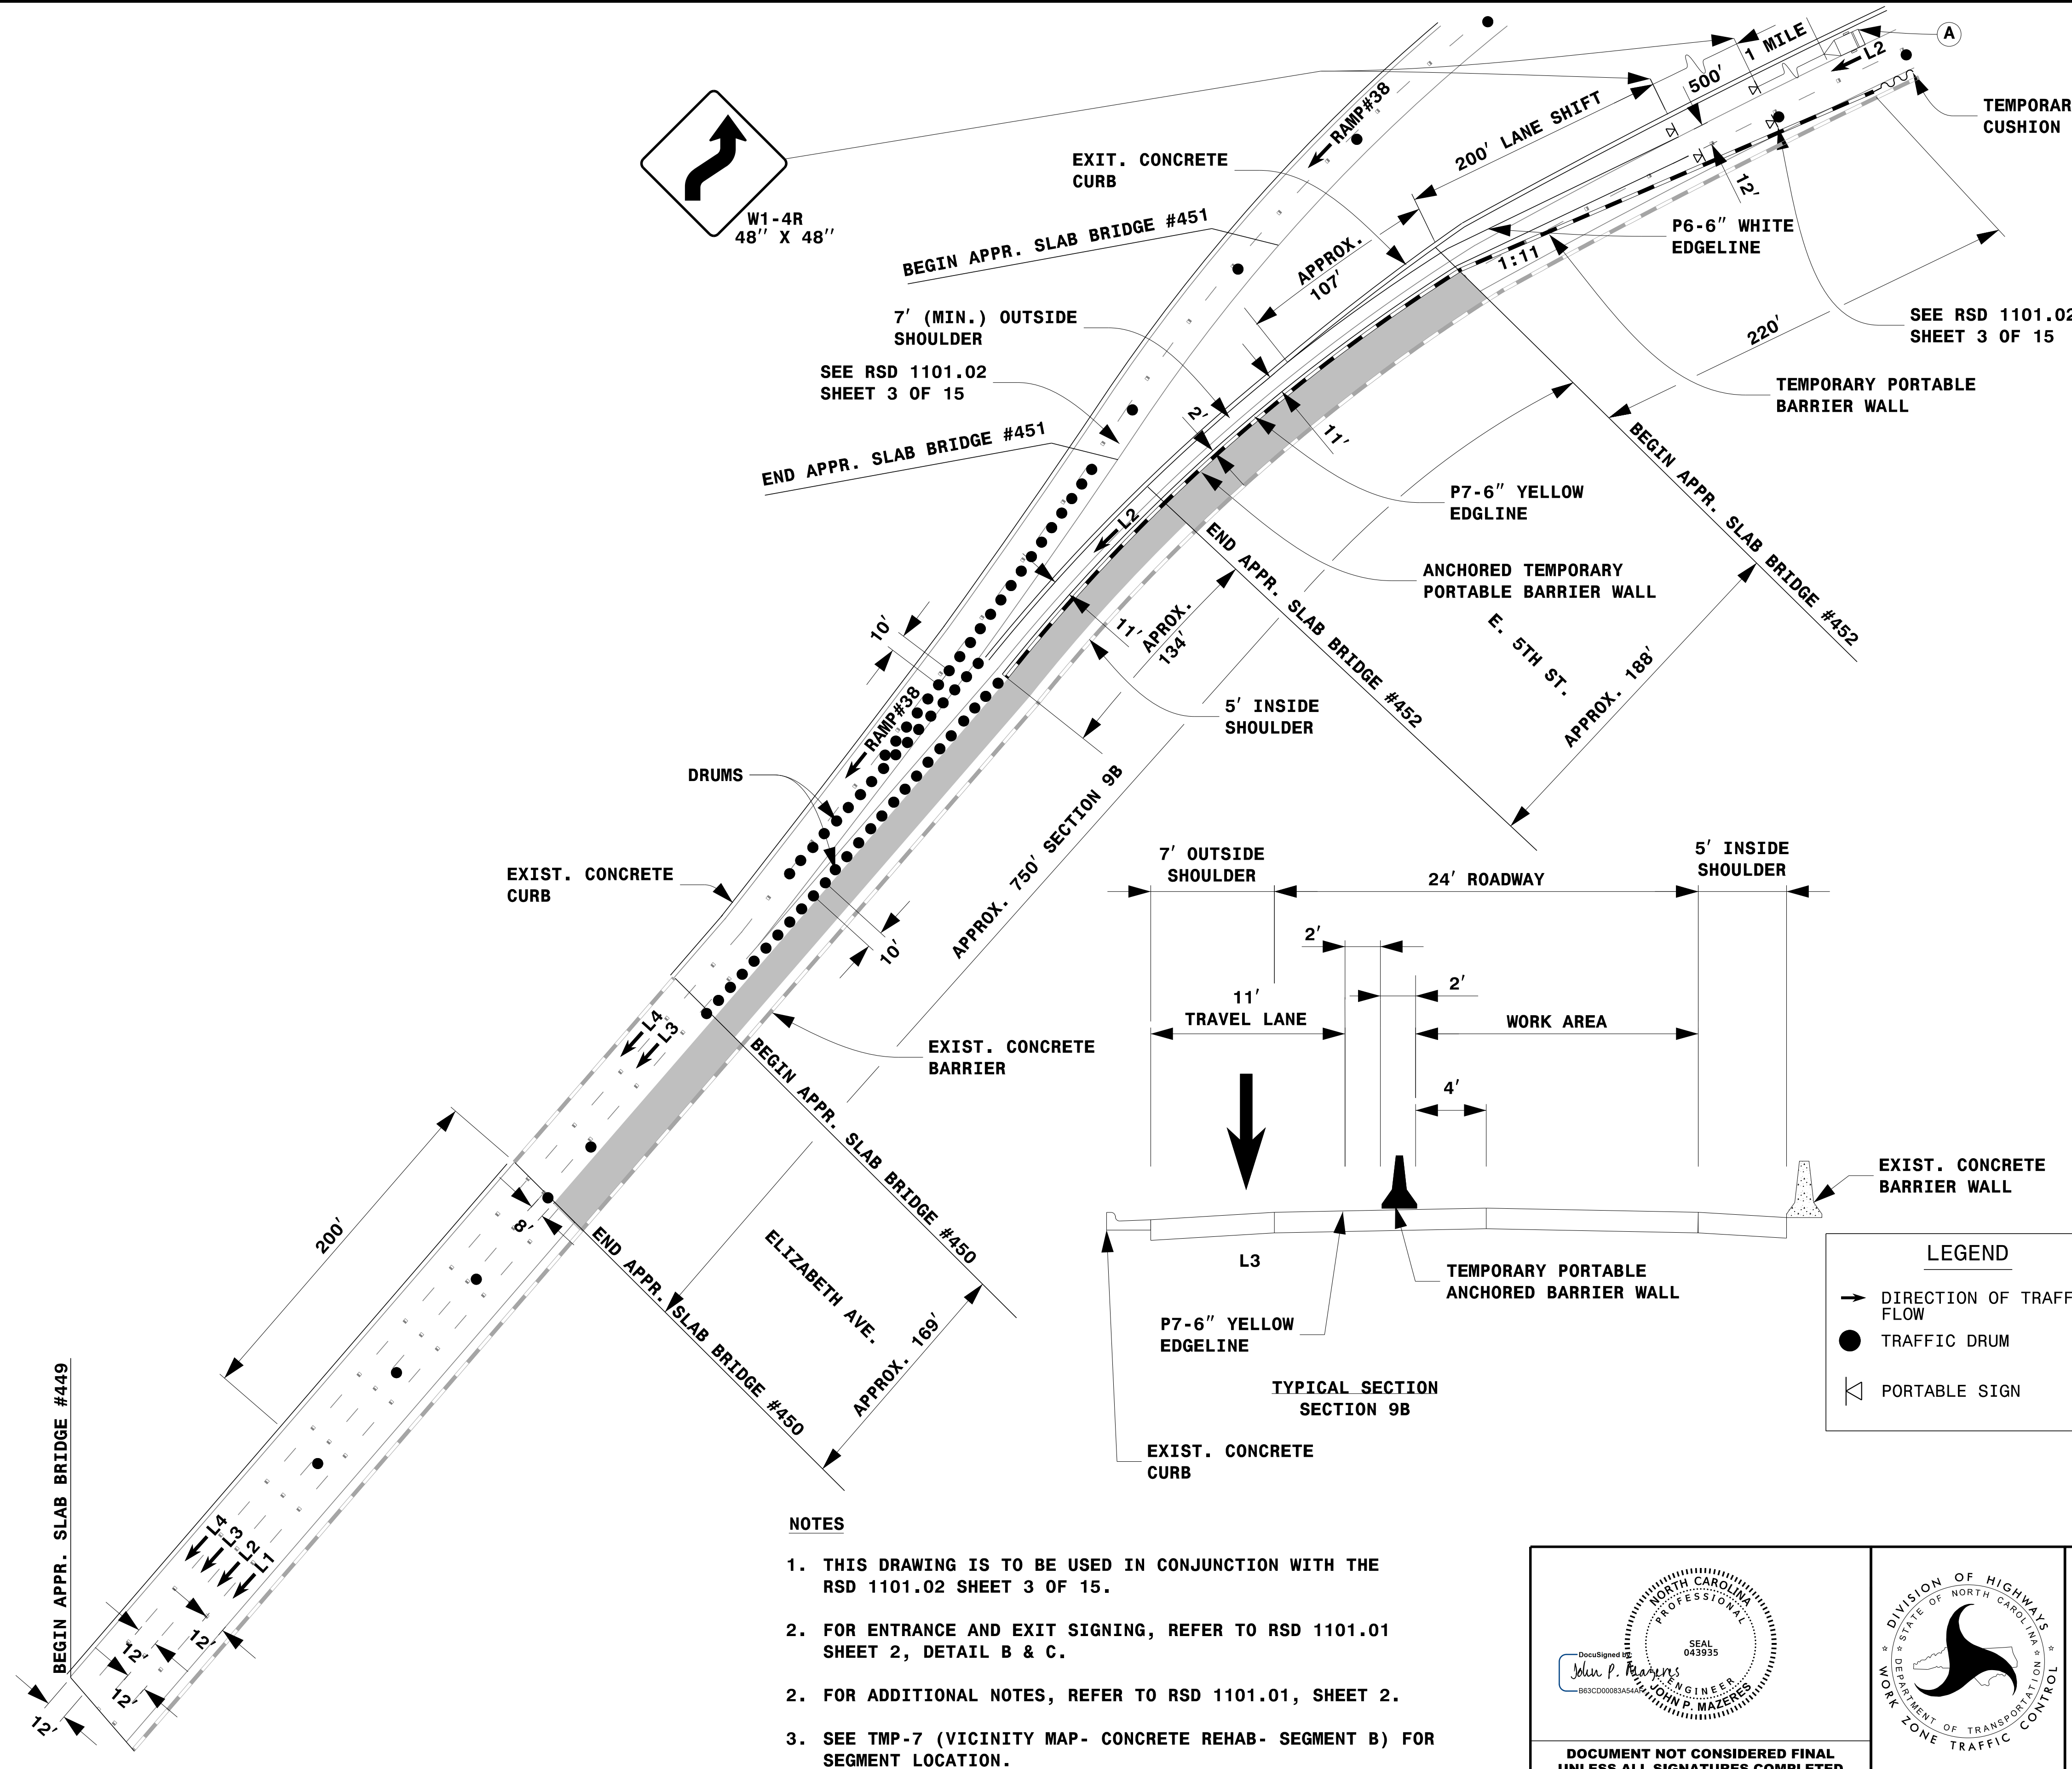 1 MILE
A
L2
500′
RAMP#38
200′ LANE SHIFT
TEMPORAR
CUSHION
EXIT. CONCRETE
CURB
12′
W1-4R
48″ X 48″
BEGIN APPR. SLAB BRIDGE #451
P6-6″ WHITE
EDGELINE
APPROX.
107′
1:11
7′ (MIN.) OUTSIDE
SHOULDER
SEE RSD 1101.02
SHEET 3 OF 15
220′
SEE RSD 1101.02
SHEET 3 OF 15
TEMPORARY PORTABLE
BARRIER WALL
2′
11′
END APPR. SLAB BRIDGE #451
BEGIN APPR. SLAB BRIDGE #452
P7-6″ YELLOW
EDGLINE
L2
END APPR. SLAB BRIDGE #452
ANCHORED TEMPORARY
PORTABLE BARRIER WALL
10′
11′
APROX.
134′
E. 5TH ST.
APPROX. 188′
5′ INSIDE
SHOULDER
RAMP#38
DRUMS
APPROX. 750′ SECTION 9B
EXIST. CONCRETE
CURB
10′
7′ OUTSIDE
SHOULDER
24′ ROADWAY
5′ INSIDE
SHOULDER
2′
2′
11′
TRAVEL LANE
WORK AREA
4′
L4
L3
EXIST. CONCRETE
BARRIER
BEGIN APPR. SLAB BRIDGE #450
EXIST. CONCRETE
BARRIER WALL
200′
8′
END APPR. SLAB BRIDGE #450
ELIZABETH AVE.
APPROX. 169′
L3
TEMPORARY PORTABLE
ANCHORED BARRIER WALL
P7-6″ YELLOW
EDGELINE
TYPICAL SECTION
SECTION 9B
EXIST. CONCRETE
CURB
LEGEND
DIRECTION OF TRAFF
FLOW
TRAFFIC DRUM
PORTABLE SIGN
BEGIN APPR. SLAB BRIDGE #449
L4
L3
L2
L1
12′
12′
12′
12′
NOTES
1. THIS DRAWING IS TO BE USED IN CONJUNCTION WITH THE
RSD 1101.02 SHEET 3 OF 15.
2. FOR ENTRANCE AND EXIT SIGNING, REFER TO RSD 1101.01
SHEET 2, DETAIL B & C.
2. FOR ADDITIONAL NOTES, REFER TO RSD 1101.01, SHEET 2.
3. SEE TMP-7 (VICINITY MAP- CONCRETE REHAB- SEGMENT B) FOR
SEGMENT LOCATION.
NORTH CAROLINA
PROFESSIONAL
SEAL
043935
ENGINEER
JOHN P. MAZERES
DocuSigned by
John P. Mazeres
B63CD00083A54A
DOCUMENT NOT CONSIDERED FINAL
UNLESS ALL SIGNATURES COMPLETED
DIVISION OF HIGHWAYS
STATE OF NORTH CAROLINA
DEPARTMENT OF TRANSPORTATION
WORK ZONE TRAFFIC CONTROL